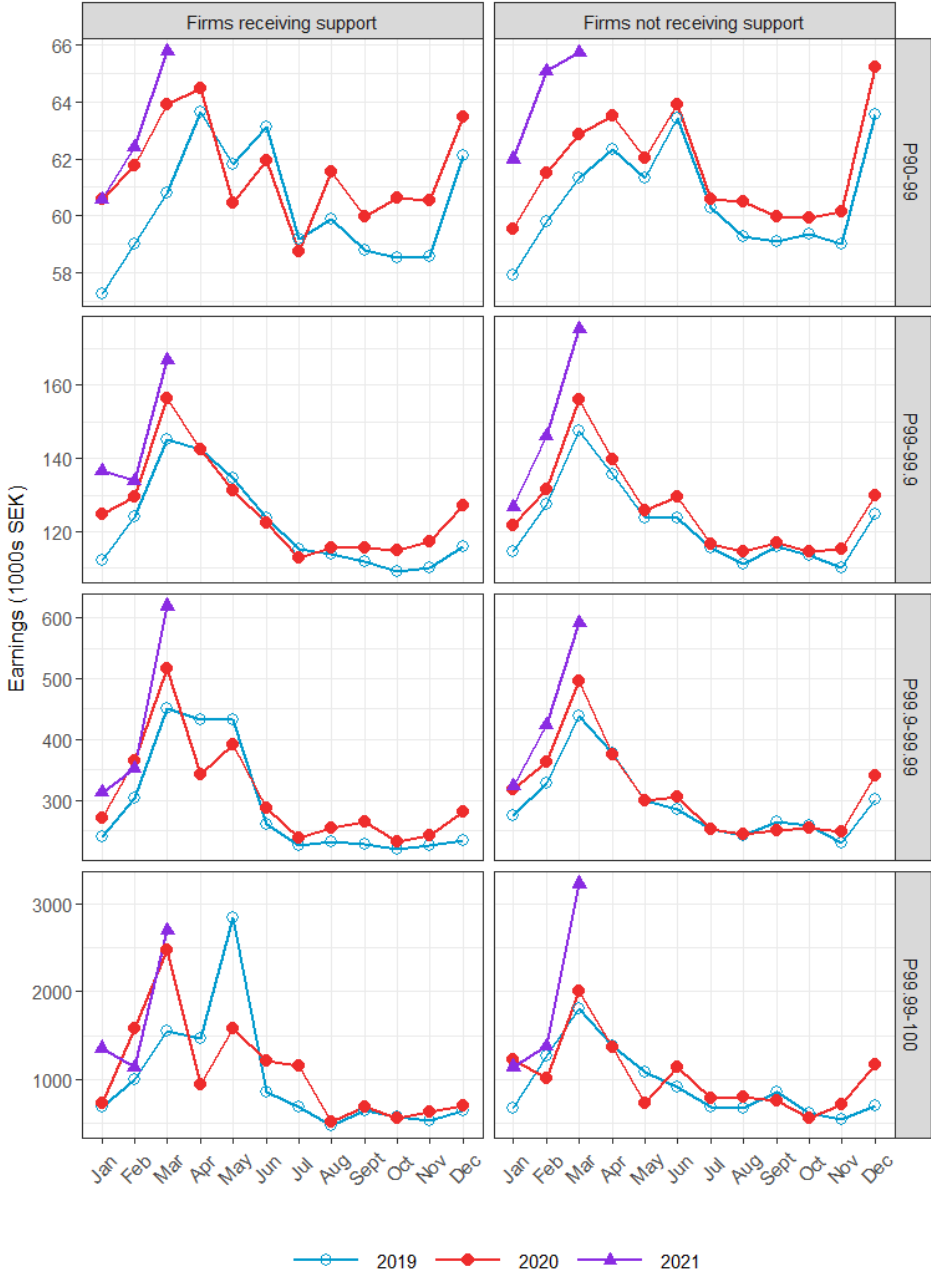 Firms receiving support
Firms not receiving support
66
64
62
60
58
P90-99
160
140
120
P99-99.9
Earnings (1000s SEK)
600
500
400
300
P99.9-99.99
3000
2000
1000
P99.99-100
Jan Feb Mar Apr May Jun Jul Aug Sept Oct Nov Dec
Jan Feb Mar Apr May Jun Jul Aug Sept Oct Nov Dec
2019 2020 2021